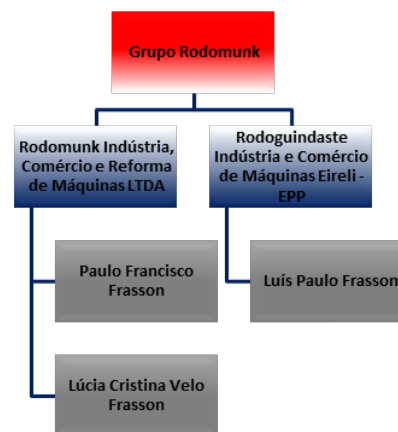 Grupo Rodomunk
Rodomunk Indústria,
Comércio e Reforma
de Máquinas LTDA
Rodoguindaste
Indústria e Comércio
de Máquinas Eireli -
EPP
Paulo Francisco
Frasson
Luís Paulo Frasson
Lúcia Cristina Velo
Frasson